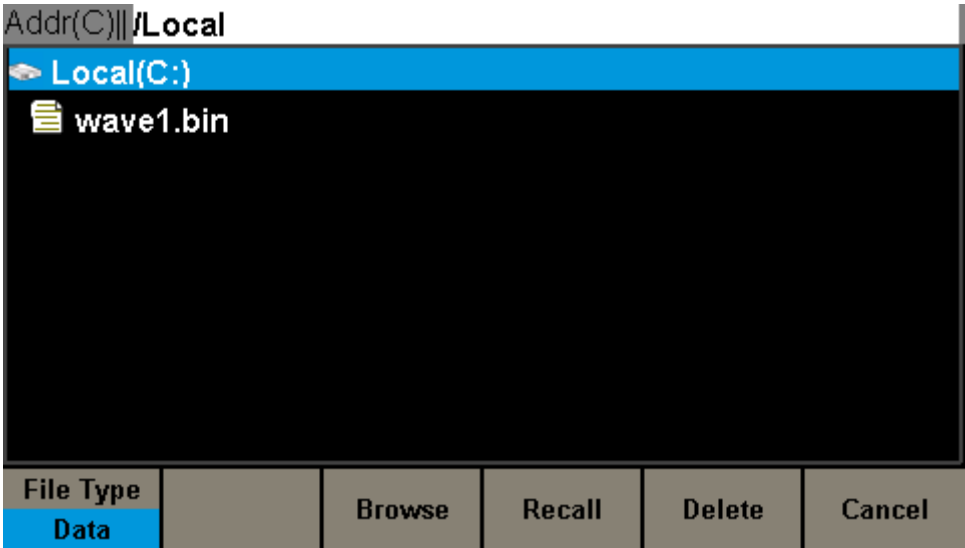 Addr(C)|| /Local
Local(C:)
wave1.bin
File Type
Data
Browse
Recall
Delete
Cancel